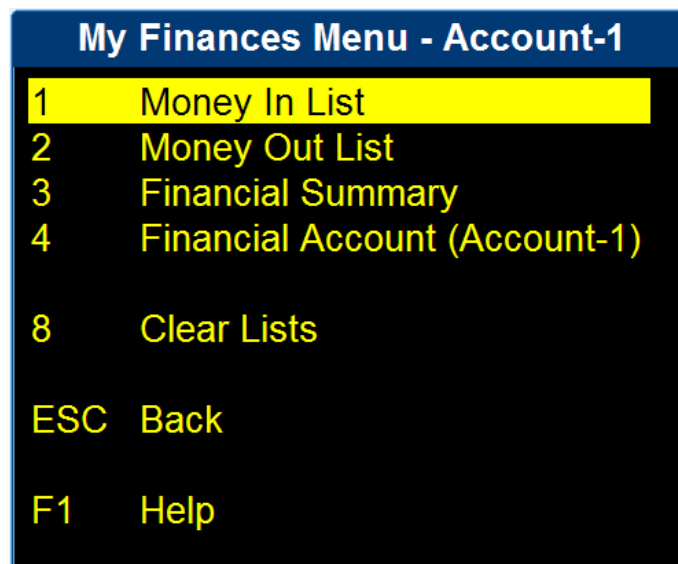 My Finances Menu - Account-1
1 Money In List
2 Money Out List
3 Financial Summary
4 Financial Account (Account-1)
8 Clear Lists
ESC Back
F1 Help